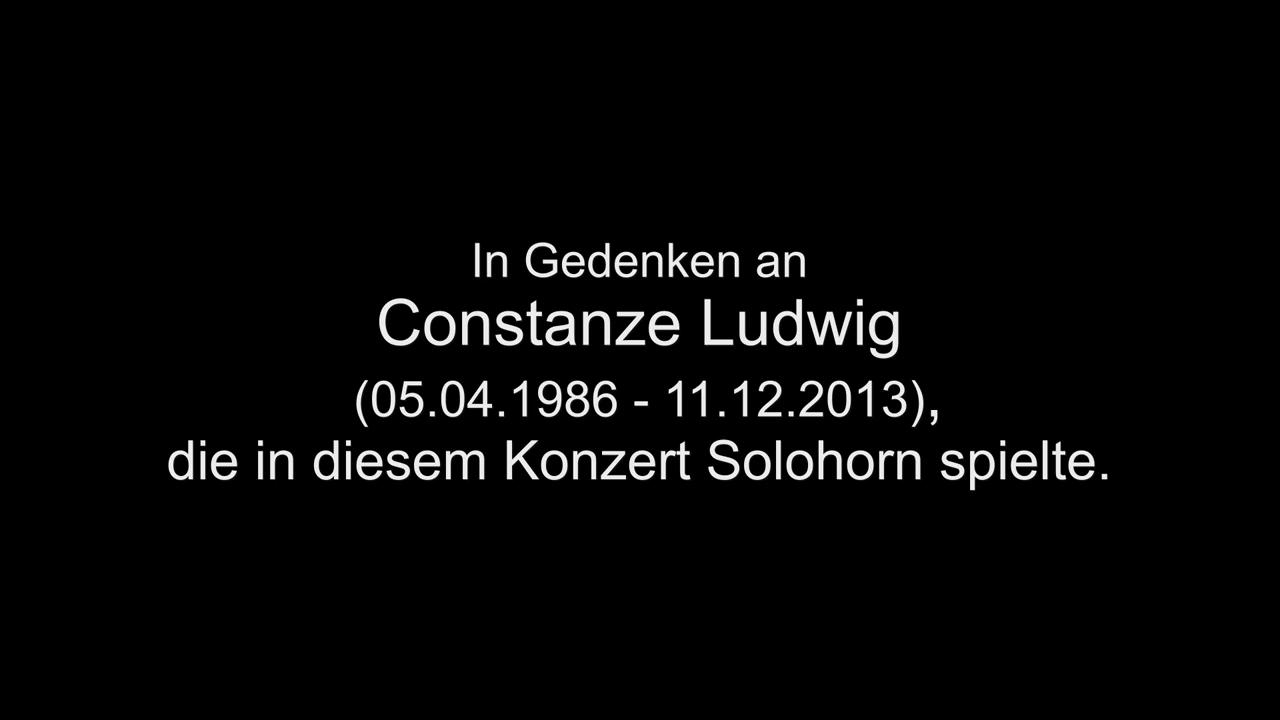 In Gedenken an
Constanze Ludwig
(05.04.1986 - 11.12.2013),
die in diesem Konzert Solohorn spielte.